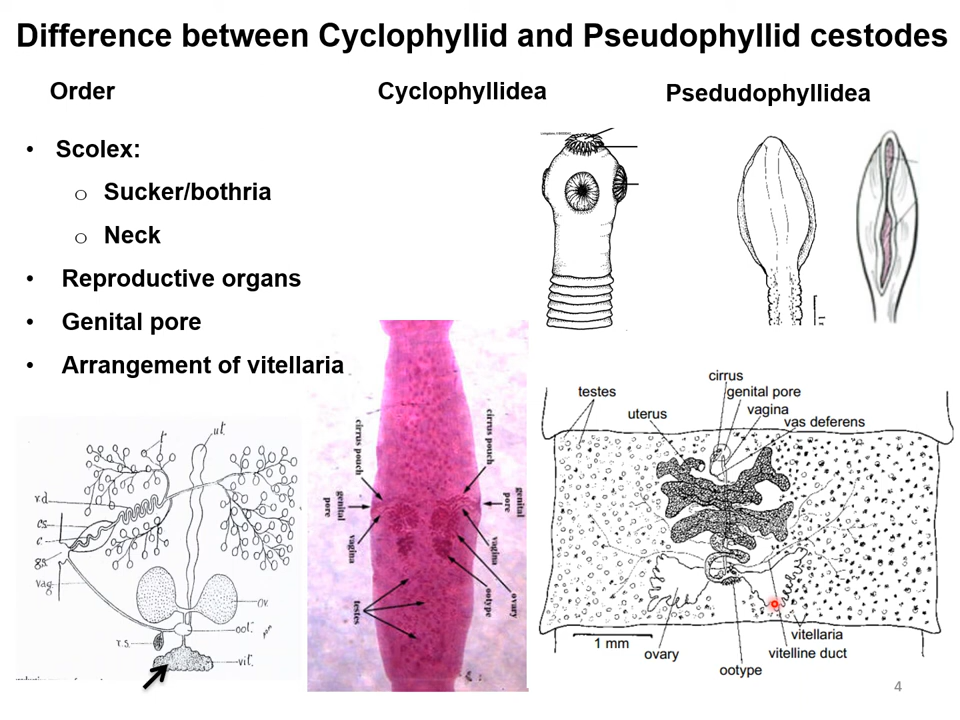 Difference between Cyclophyllid and Pseudophyllid cestodes
Order
Cyclophyllidea
Psedudophyllidea
• Scolex:
o Sucker/bothria
o Neck
• Reproductive organs
• Genital pore
• Arrangement of vitellaria
t.
ut.
v.d
cs
c.
vag
ov.
oot.
r.s.
vit.
cirrus pouch
cirrus pouch
genital pore
genital pore
vagina
vagina
testes
ootype
ovary
testes
uterus
cirrus
genital pore
vagina
vas deferens
1 mm
ovary
ootype
vitelline duct
vitellaria
4